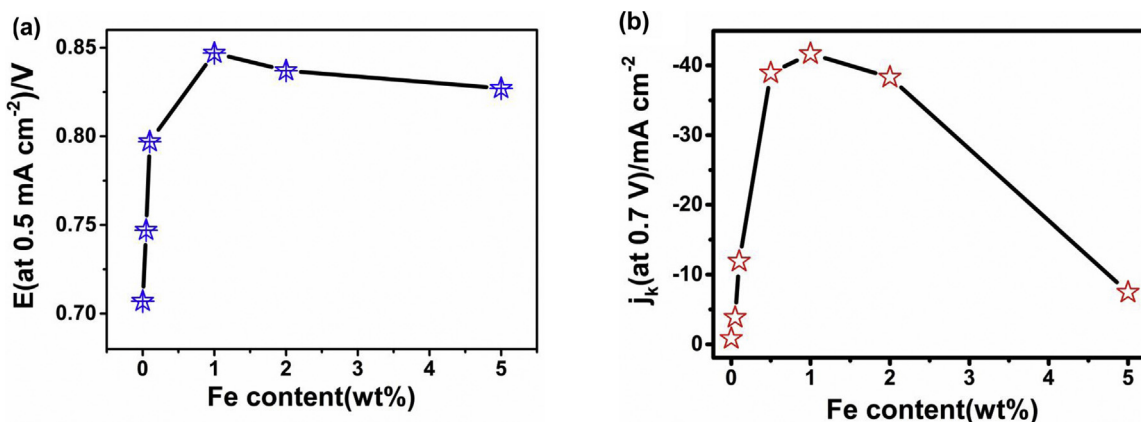 (a)
E(at 0.5 mA cm⁻²)/V
0.85
0.80
0.75
0.70
0 1 2 3 4 5
Fe content(wt%)
(b)
jₖ(at 0.7 V)/mA cm⁻²
-40
-30
-20
-10
0
0 1 2 3 4 5
Fe content(wt%)